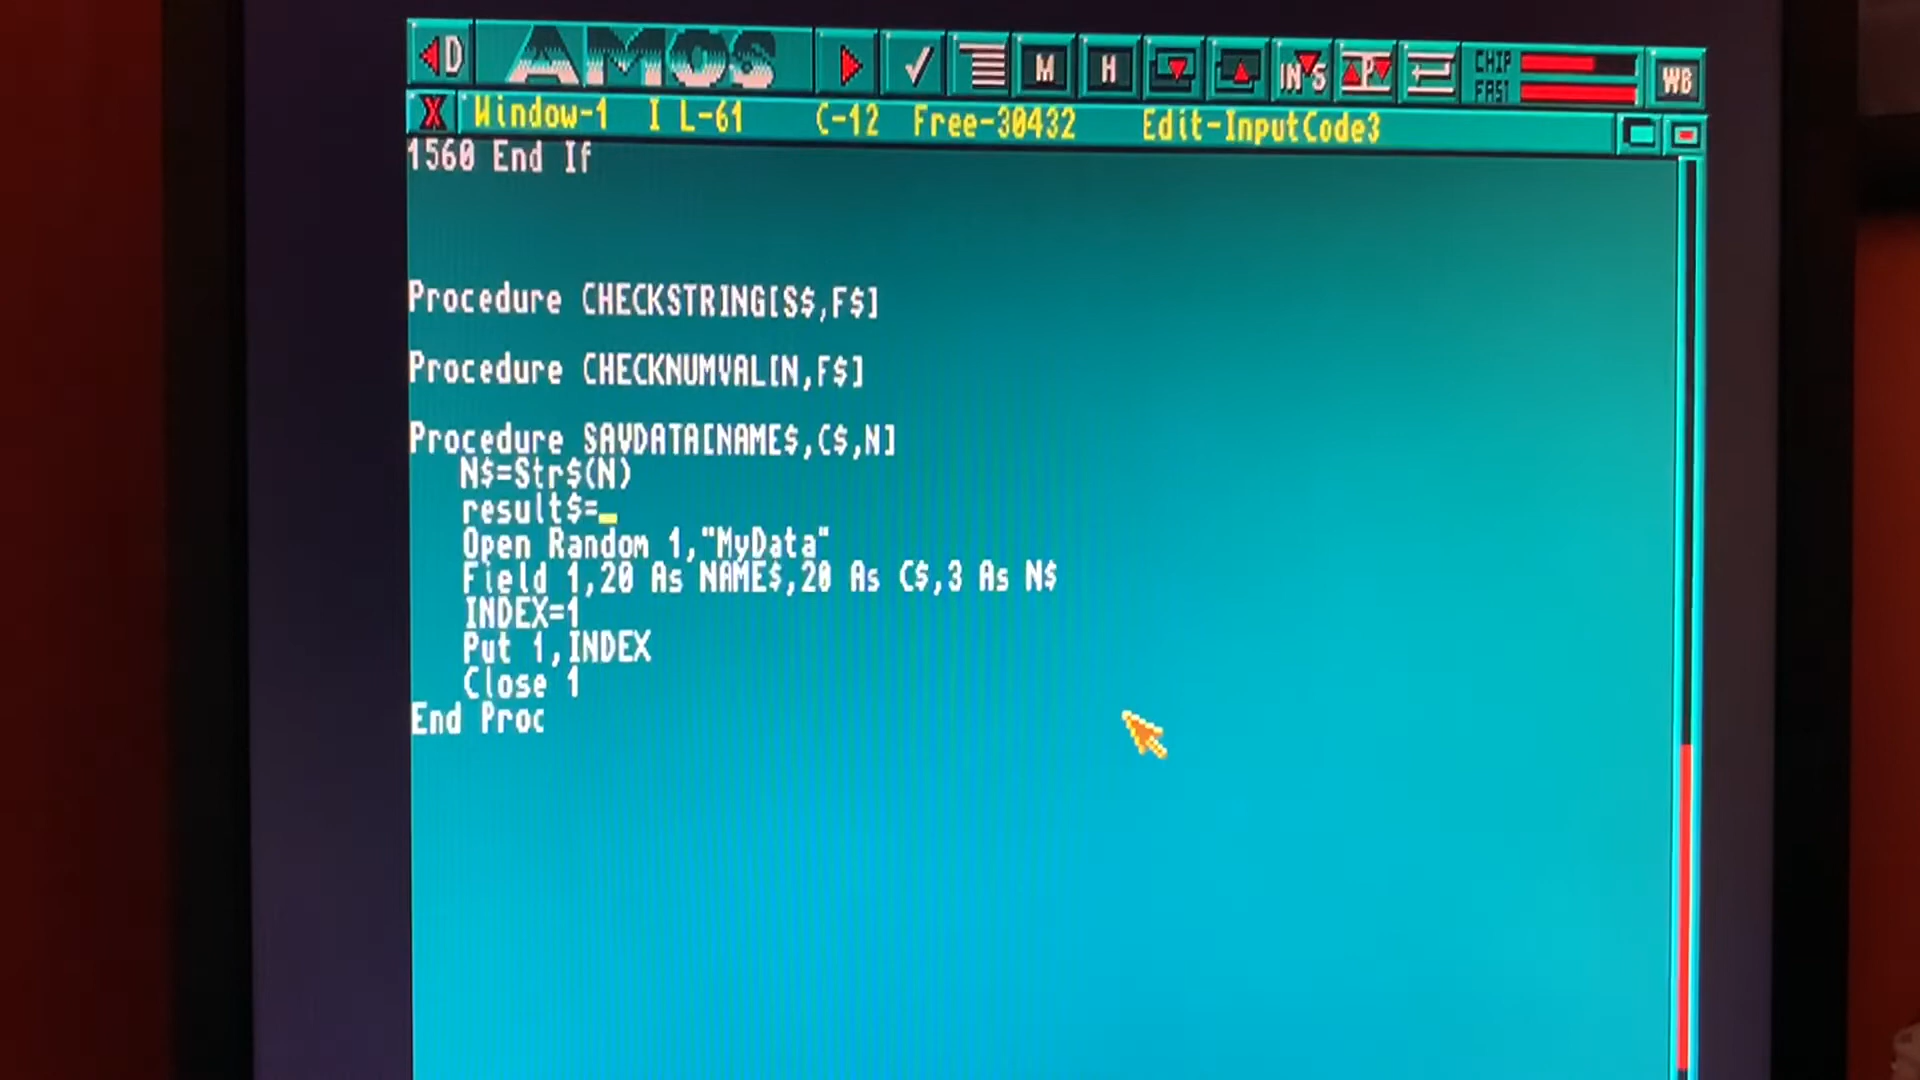 D AMOS M H IN S P CHIP FAST WB
X Window-1 I L-61 C-12 Free-30432 Edit-InputCode3
1560 End If
Procedure CHECKSTRING[S$,F$]
Procedure CHECKNUMVAL[N,F$]
Procedure SAVDATA[NAME$,C$,N]
N$=Str$(N)
result$=
Open Random 1,"MyData"
Field 1,20 As NAME$,20 As C$,3 As N$
INDEX=1
Put 1,INDEX
Close 1
End Proc